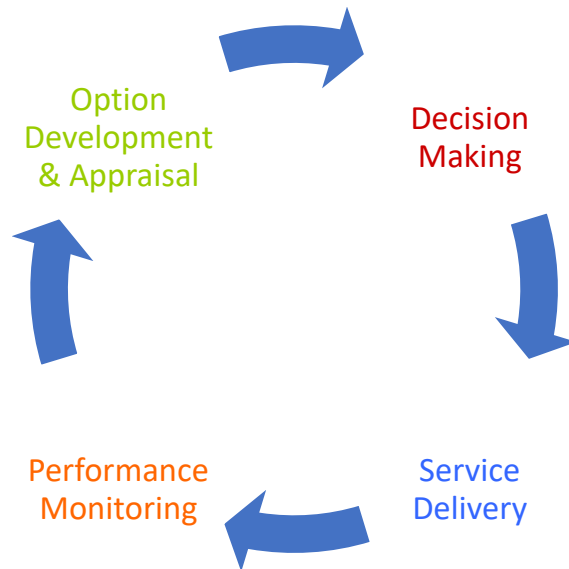 Option
Development
& Appraisal
Decision
Making
Service
Delivery
Performance
Monitoring